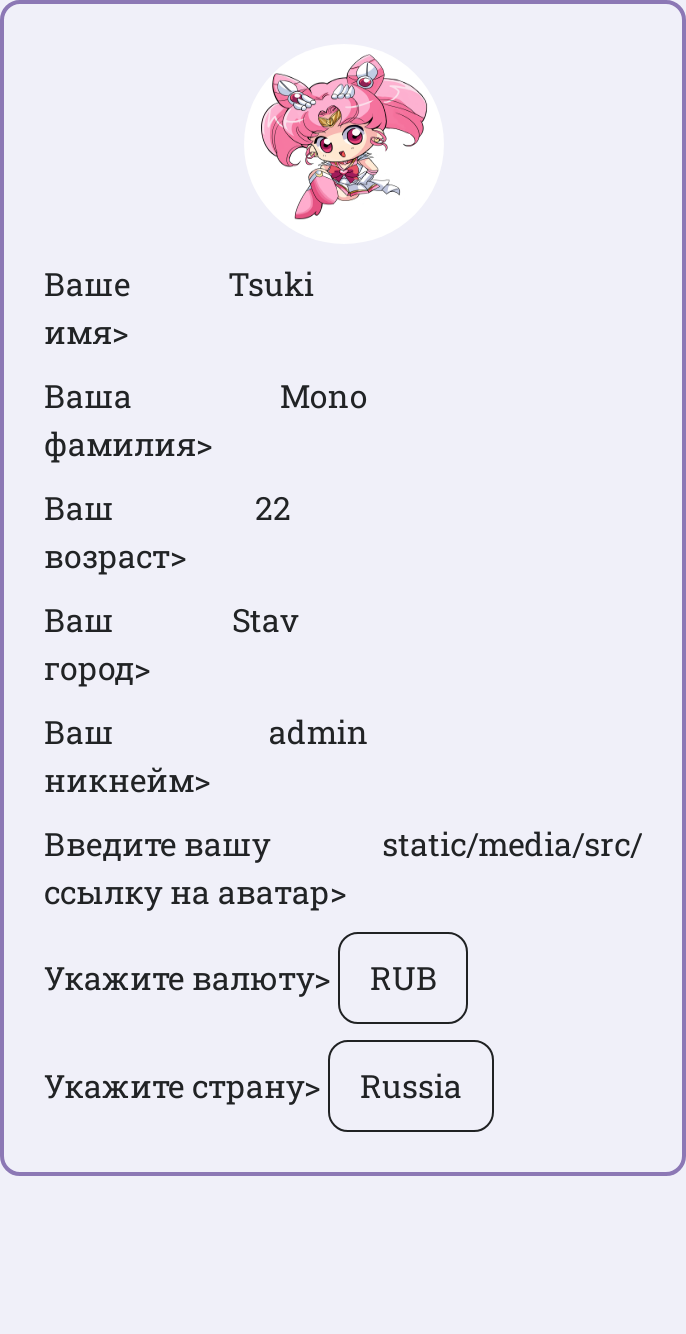 Ваше Tsuki
имя>
Ваша Mono
фамилия>
Ваш 22
возраст>
Ваш Stav
город>
Ваш admin
никнейм>
Введите вашу static/media/src/
ссылку на аватар>
Укажите валюту> RUB
Укажите страну> Russia